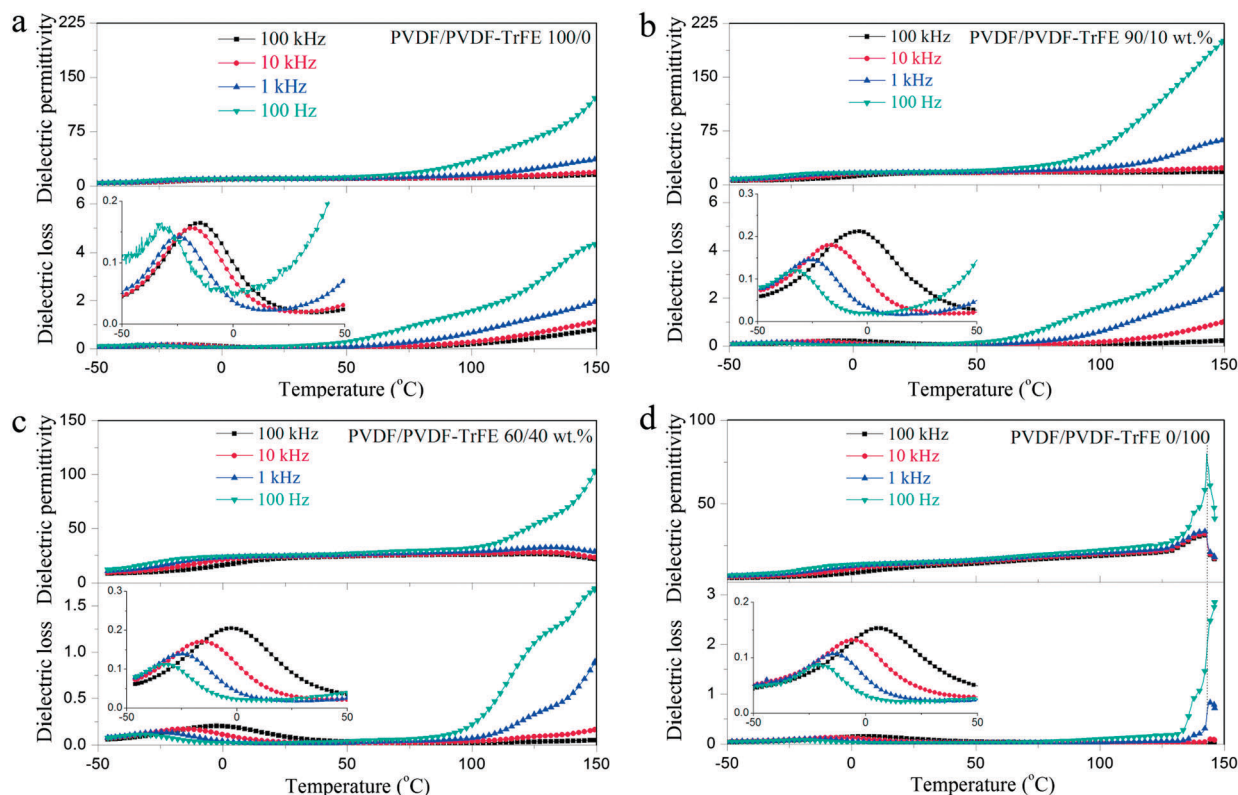 a
PVDF/PVDF-TrFE 100/0
100 kHz
10 kHz
1 kHz
100 Hz
Dielectric permittivity
225
150
75
0
Dielectric loss
6
4
2
0
0.2
0.1
0.0
-50
0
50
-50
0
50
100
150
Temperature (°C)
b
PVDF/PVDF-TrFE 90/10 wt.%
100 kHz
10 kHz
1 kHz
100 Hz
Dielectric permittivity
225
150
75
0
Dielectric loss
6
4
2
0
0.3
0.2
0.1
0.0
-50
0
50
-50
0
50
100
150
Temperature (°C)
c
PVDF/PVDF-TrFE 60/40 wt.%
100 kHz
10 kHz
1 kHz
100 Hz
Dielectric permittivity
150
100
75
50
25
0
Dielectric loss
1.5
1.0
0.5
0.0
0.3
0.2
0.1
0.0
-50
0
50
-50
0
50
100
150
Temperature (°C)
d
PVDF/PVDF-TrFE 0/100
100 kHz
10 kHz
1 kHz
100 Hz
Dielectric permittivity
100
50
0
Dielectric loss
3
2
1
0
0.2
0.1
0.0
-50
0
50
-50
0
50
100
150
Temperature (°C)